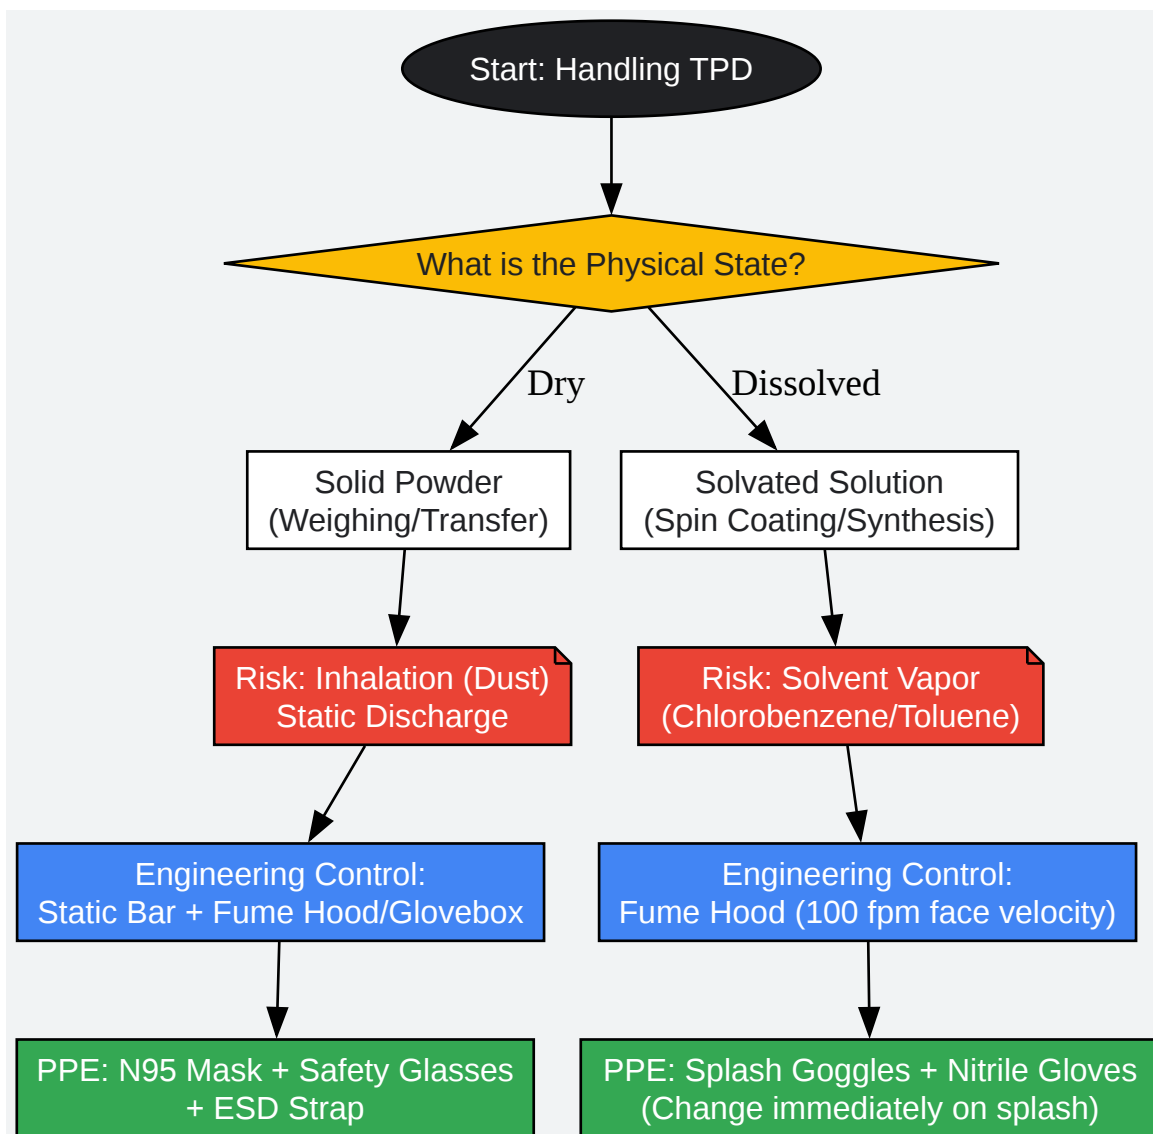 Start: Handling TPD
What is the Physical State?
Dry
Dissolved
Solid Powder
(Weighing/Transfer)
Solvated Solution
(Spin Coating/Synthesis)
Risk: Inhalation (Dust)
Static Discharge
Risk: Solvent Vapor
(Chlorobenzene/Toluene)
Engineering Control:
Static Bar + Fume Hood/Glovebox
Engineering Control:
Fume Hood (100 fpm face velocity)
PPE: N95 Mask + Safety Glasses
+ ESD Strap
PPE: Splash Goggles + Nitrile Gloves
(Change immediately on splash)